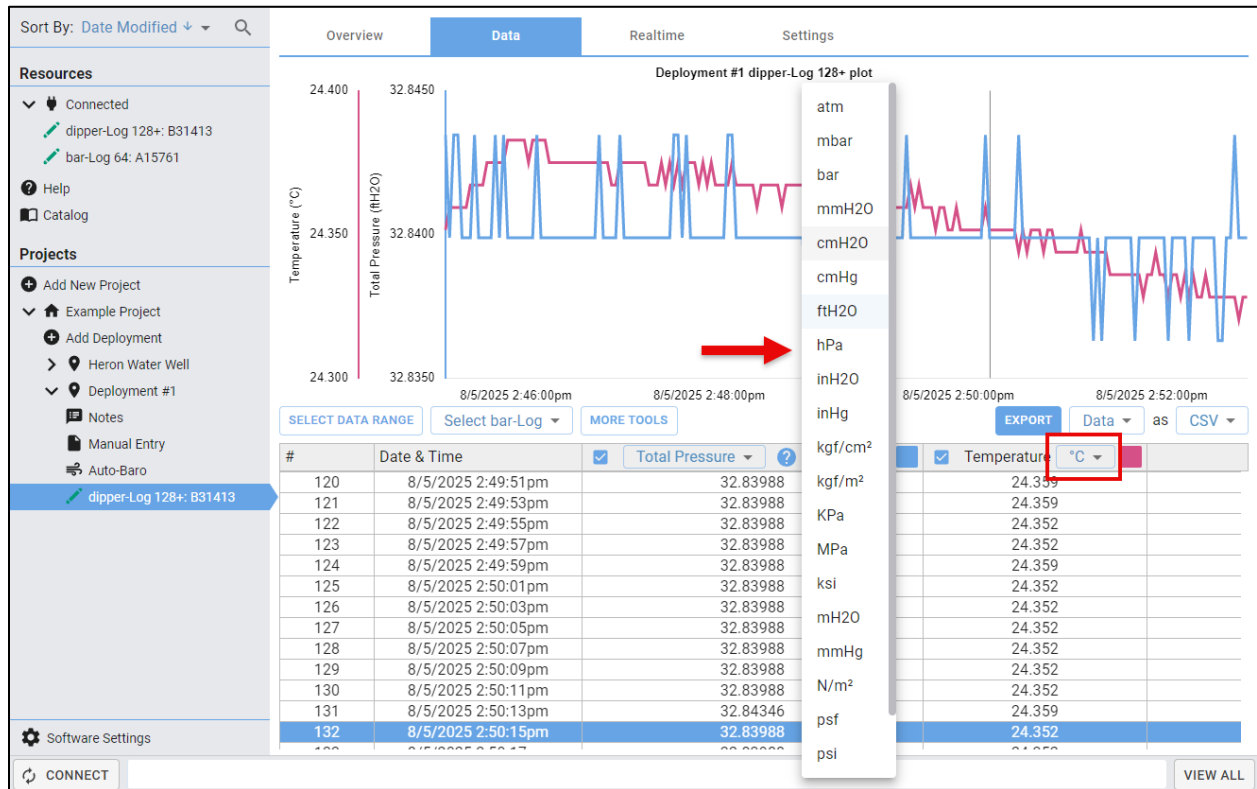 Sort By: Date Modified
Resources
Connected
dipper-Log 128+: B31413
bar-Log 64: A15761
Help
Catalog
Projects
Add New Project
Example Project
Add Deployment
Heron Water Well
Deployment #1
Notes
Manual Entry
Auto-Baro
dipper-Log 128+: B31413
Software Settings
CONNECT
VIEW ALL
Overview Data Realtime Settings
Deployment #1 dipper-Log 128+ plot
24.400 32.8450
24.350 32.8400
24.300 32.8350
Temperature (°C)
Total Pressure (ftH2O)
8/5/2025 2:46:00pm 8/5/2025 2:48:00pm 8/5/2025 2:50:00pm 8/5/2025 2:52:00pm
SELECT DATA RANGE Select bar-Log MORE TOOLS EXPORT Data as CSV
# Date & Time Total Pressure ? Temperature °C
120 8/5/2025 2:49:51pm 32.83988 24.359
121 8/5/2025 2:49:53pm 32.83988 24.359
122 8/5/2025 2:49:55pm 32.83988 24.352
123 8/5/2025 2:49:57pm 32.83988 24.352
124 8/5/2025 2:49:59pm 32.83988 24.359
125 8/5/2025 2:50:01pm 32.83988 24.352
126 8/5/2025 2:50:03pm 32.83988 24.352
127 8/5/2025 2:50:05pm 32.83988 24.352
128 8/5/2025 2:50:07pm 32.83988 24.352
129 8/5/2025 2:50:09pm 32.83988 24.352
130 8/5/2025 2:50:11pm 32.83988 24.352
131 8/5/2025 2:50:13pm 32.84346 24.359
132 8/5/2025 2:50:15pm 32.83988 24.352
atm
mbar
bar
mmH2O
cmH2O
cmHg
ftH2O
hPa
inH2O
inHg
kgf/cm²
kgf/m²
KPa
MPa
ksi
mH2O
mmHg
N/m²
psf
psi